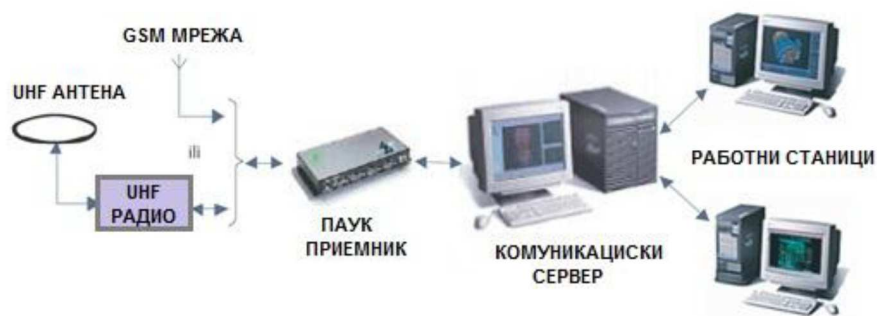 GSM МРЕЖА
UHF АНТЕНА
ili
UHF
РАДИО
ПАУК
ПРИЕМНИК
КОМУНИКАЦИСКИ
СЕРВЕР
РАБОТНИ СТАНИЦИ